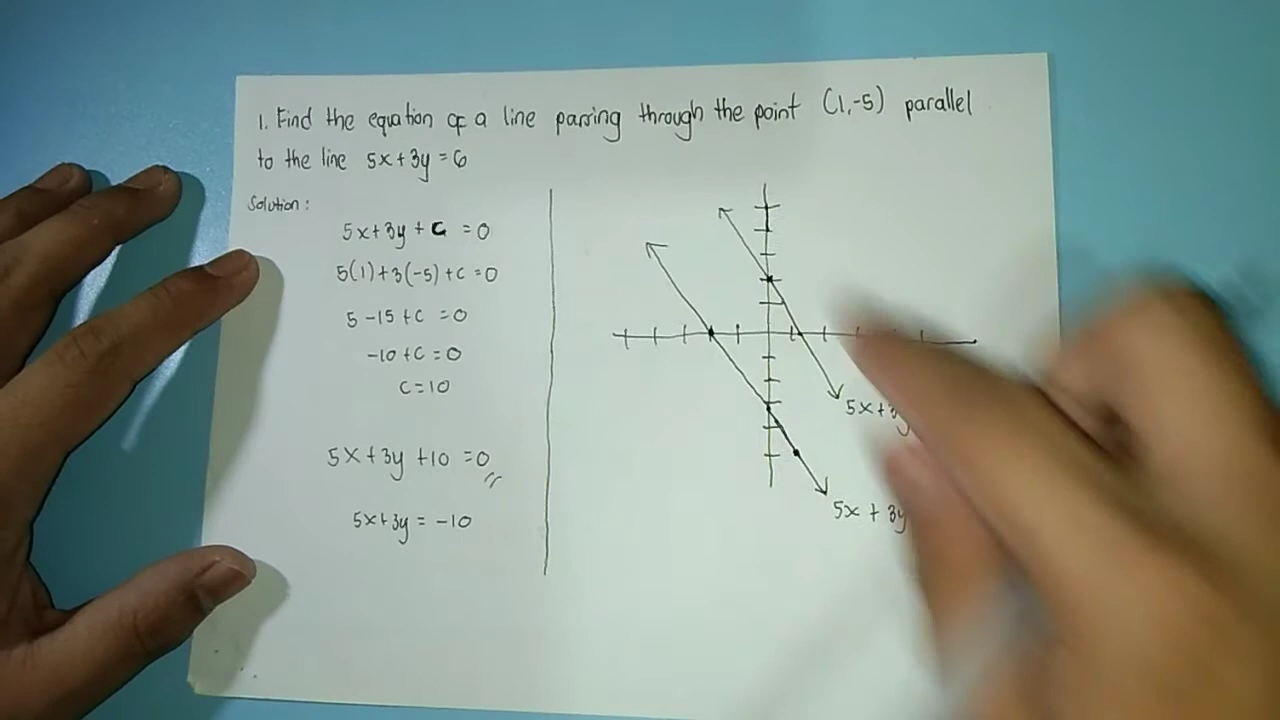 1. Find the equation of a line passing through the point (1,-5) parallel
to the line 5x+3y=6
Solution:
5x+3y+C=0
5(1)+3(-5)+C=0
5-15+C=0
-10+C=0
C=10
5x+3y+10=0
5x+3y=-10
5x+3y
5x+3y